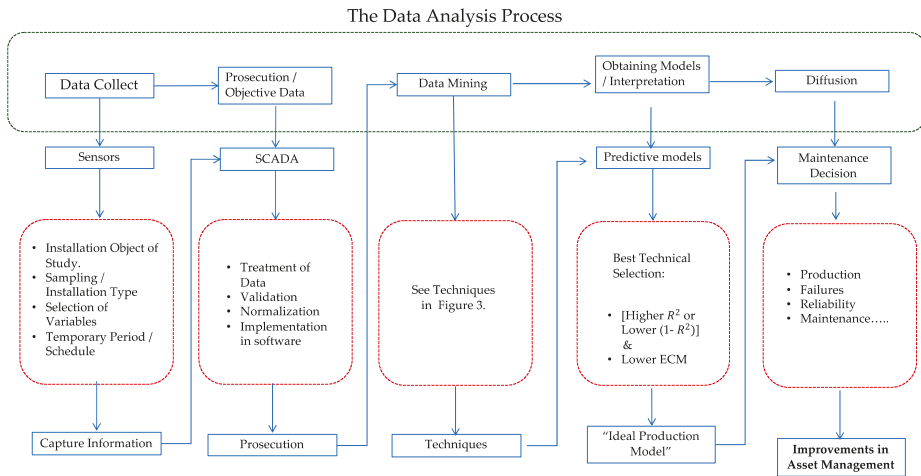 The Data Analysis Process
Data Collect
Prosecution /
Objective Data
Data Mining
Obtaining Models
/ Interpretation
Diffusion
Sensors
SCADA
Predictive models
Maintenance
Decision
• Installation Object of
Study.
• Sampling /
Installation Type
• Selection of
Variables
• Temporary Period /
Schedule
• Treatment of
Data
• Validation
• Normalization
• Implementation
in software
See Techniques
in Figure 3.
Best Technical
Selection:
• [Higher R² or
Lower (1- R²)]
&
• Lower ECM
• Production
• Failures
• Reliability
• Maintenance…..
Capture Information
Prosecution
Techniques
“Ideal Production
Model”
Improvements in
Asset Management